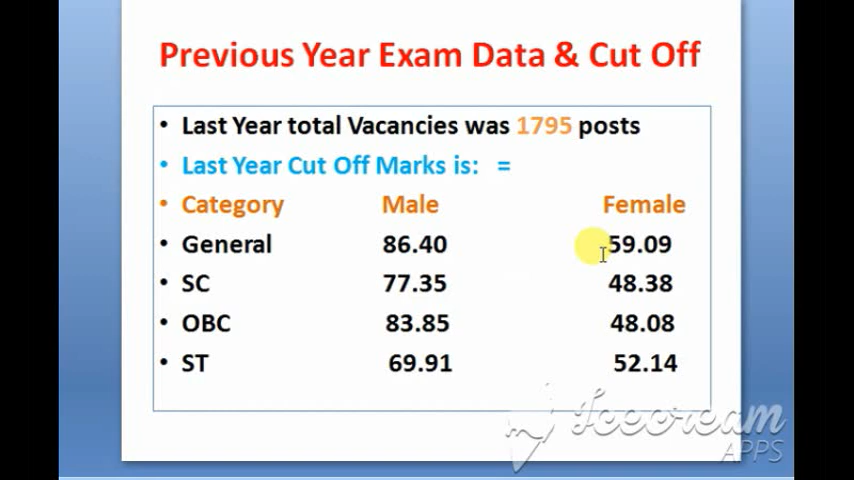 Previous Year Exam Data & Cut Off
• Last Year total Vacancies was 1795 posts
• Last Year Cut Off Marks is: =
• Category Male Female
• General 86.40 59.09
• SC 77.35 48.38
• OBC 83.85 48.08
• ST 69.91 52.14
Icecream
APPS